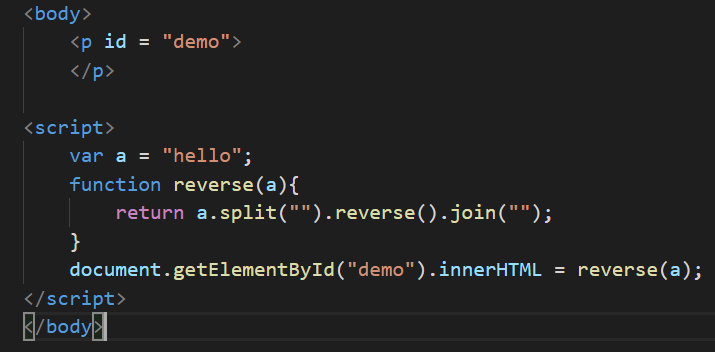 <body>
    <p id = "demo">
    </p>

<script>
    var a = "hello";
    function reverse(a){
        return a.split("").reverse().join("");
    }
    document.getElementById("demo").innerHTML = reverse(a);
</script>
</body>